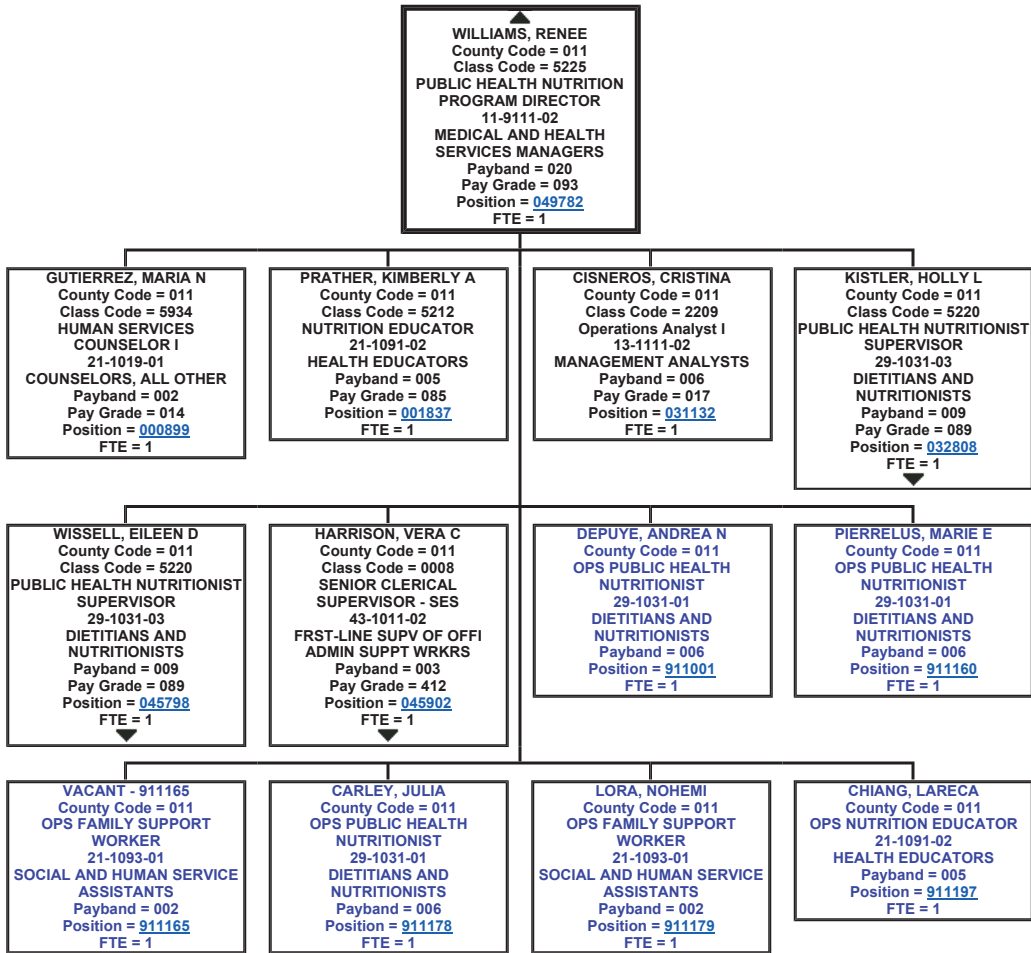 WILLIAMS, RENEE
County Code = 011
Class Code = 5225
PUBLIC HEALTH NUTRITION
PROGRAM DIRECTOR
11-9111-02
MEDICAL AND HEALTH
SERVICES MANAGERS
Payband = 020
Pay Grade = 093
Position = 049782
FTE = 1
GUTIERREZ, MARIA N
County Code = 011
Class Code = 5934
HUMAN SERVICES
COUNSELOR I
21-1019-01
COUNSELORS, ALL OTHER
Payband = 002
Pay Grade = 014
Position = 000899
FTE = 1
PRATHER, KIMBERLY A
County Code = 011
Class Code = 5212
NUTRITION EDUCATOR
21-1091-02
HEALTH EDUCATORS
Payband = 005
Pay Grade = 085
Position = 001837
FTE = 1
CISNEROS, CRISTINA
County Code = 011
Class Code = 2209
Operations Analyst I
13-1111-02
MANAGEMENT ANALYSTS
Payband = 006
Pay Grade = 017
Position = 031132
FTE = 1
KISTLER, HOLLY L
County Code = 011
Class Code = 5220
PUBLIC HEALTH NUTRITIONIST
SUPERVISOR
29-1031-03
DIETITIANS AND
NUTRITIONISTS
Payband = 009
Pay Grade = 089
Position = 032808
FTE = 1
WISSELL, EILEEN D
County Code = 011
Class Code = 5220
PUBLIC HEALTH NUTRITIONIST
SUPERVISOR
29-1031-03
DIETITIANS AND
NUTRITIONISTS
Payband = 009
Pay Grade = 089
Position = 045798
FTE = 1
HARRISON, VERA C
County Code = 011
Class Code = 0008
SENIOR CLERICAL
SUPERVISOR - SES
43-1011-02
FRST-LINE SUPV OF OFFI
ADMIN SUPPT WRKRS
Payband = 003
Pay Grade = 412
Position = 045902
FTE = 1
DEPUYE, ANDREA N
County Code = 011
OPS PUBLIC HEALTH
NUTRITIONIST
29-1031-01
DIETITIANS AND
NUTRITIONISTS
Payband = 006
Position = 911001
FTE = 1
PIERRELUS, MARIE E
County Code = 011
OPS PUBLIC HEALTH
NUTRITIONIST
29-1031-01
DIETITIANS AND
NUTRITIONISTS
Payband = 006
Position = 911160
FTE = 1
VACANT - 911165
County Code = 011
OPS FAMILY SUPPORT
WORKER
21-1093-01
SOCIAL AND HUMAN SERVICE
ASSISTANTS
Payband = 002
Position = 911165
FTE = 1
CARLEY, JULIA
County Code = 011
OPS PUBLIC HEALTH
NUTRITIONIST
29-1031-01
DIETITIANS AND
NUTRITIONISTS
Payband = 006
Position = 911178
FTE = 1
LORA, NOHEMI
County Code = 011
OPS FAMILY SUPPORT
WORKER
21-1093-01
SOCIAL AND HUMAN SERVICE
ASSISTANTS
Payband = 002
Position = 911179
FTE = 1
CHIANG, LARECA
County Code = 011
OPS NUTRITION EDUCATOR
21-1091-02
HEALTH EDUCATORS
Payband = 005
Position = 911197
FTE = 1